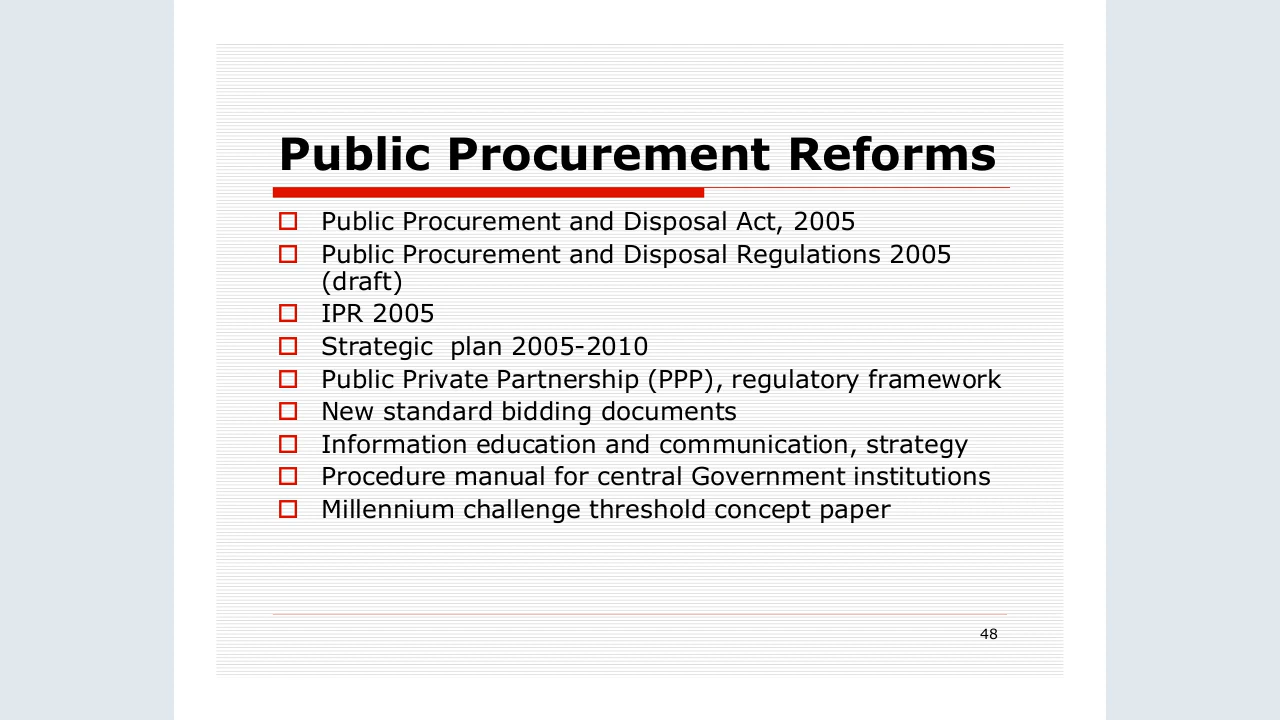 Public Procurement Reforms
Public Procurement and Disposal Act, 2005
Public Procurement and Disposal Regulations 2005
(draft)
IPR 2005
Strategic  plan 2005-2010
Public Private Partnership (PPP), regulatory framework
New standard bidding documents
Information education and communication, strategy
Procedure manual for central Government institutions
Millennium challenge threshold concept paper
48